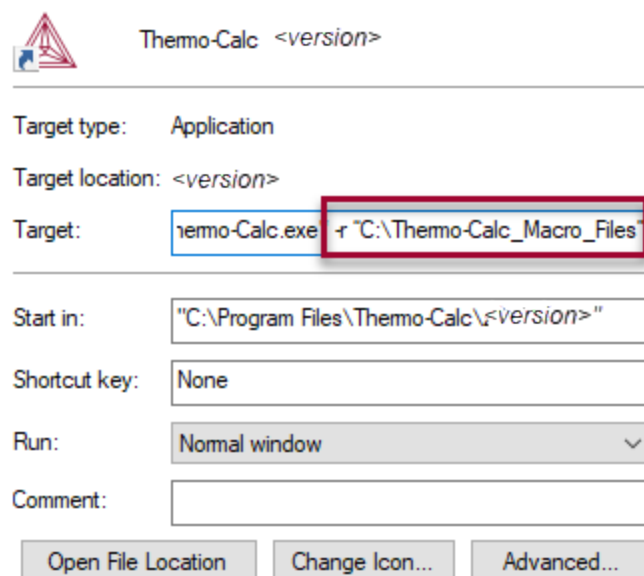 Thermo-Calc <version>
Target type: Application
Target location: <version>
Target: hermo-Calc.exe" -r "C:\Thermo-Calc_Macro_Files"
Start in: "C:\Program Files\Thermo-Calc\<version>"
Shortcut key: None
Run: Normal window
Comment:
Open File Location Change Icon... Advanced...